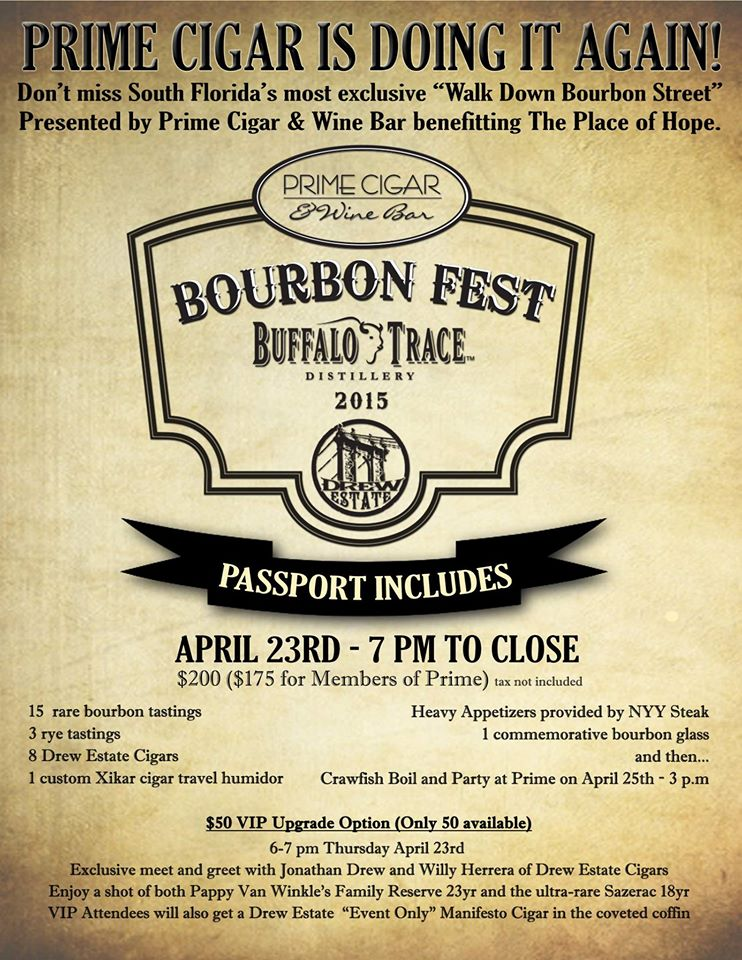 PRIME CIGAR IS DOING IT AGAIN!
Don't miss South Florida's most exclusive "Walk Down Bourbon Street"
Presented by Prime Cigar & Wine Bar benefitting The Place of Hope.
PRIME CIGAR
& Wine Bar
BOURBON FEST
BUFFALO TRACE™
DISTILLERY
2015
DREW
ESTATE
PASSPORT INCLUDES
APRIL 23RD - 7 PM TO CLOSE
$200 ($175 for Members of Prime) tax not included
15 rare bourbon tastings
3 rye tastings
8 Drew Estate Cigars
1 custom Xikar cigar travel humidor
Heavy Appetizers provided by NYY Steak
1 commemorative bourbon glass
and then...
Crawfish Boil and Party at Prime on April 25th - 3 p.m
$50 VIP Upgrade Option (Only 50 available)
6-7 pm Thursday April 23rd
Exclusive meet and greet with Jonathan Drew and Willy Herrera of Drew Estate Cigars
Enjoy a shot of both Pappy Van Winkle's Family Reserve 23yr and the ultra-rare Sazerac 18yr
VIP Attendees will also get a Drew Estate "Event Only" Manifesto Cigar in the coveted coffin